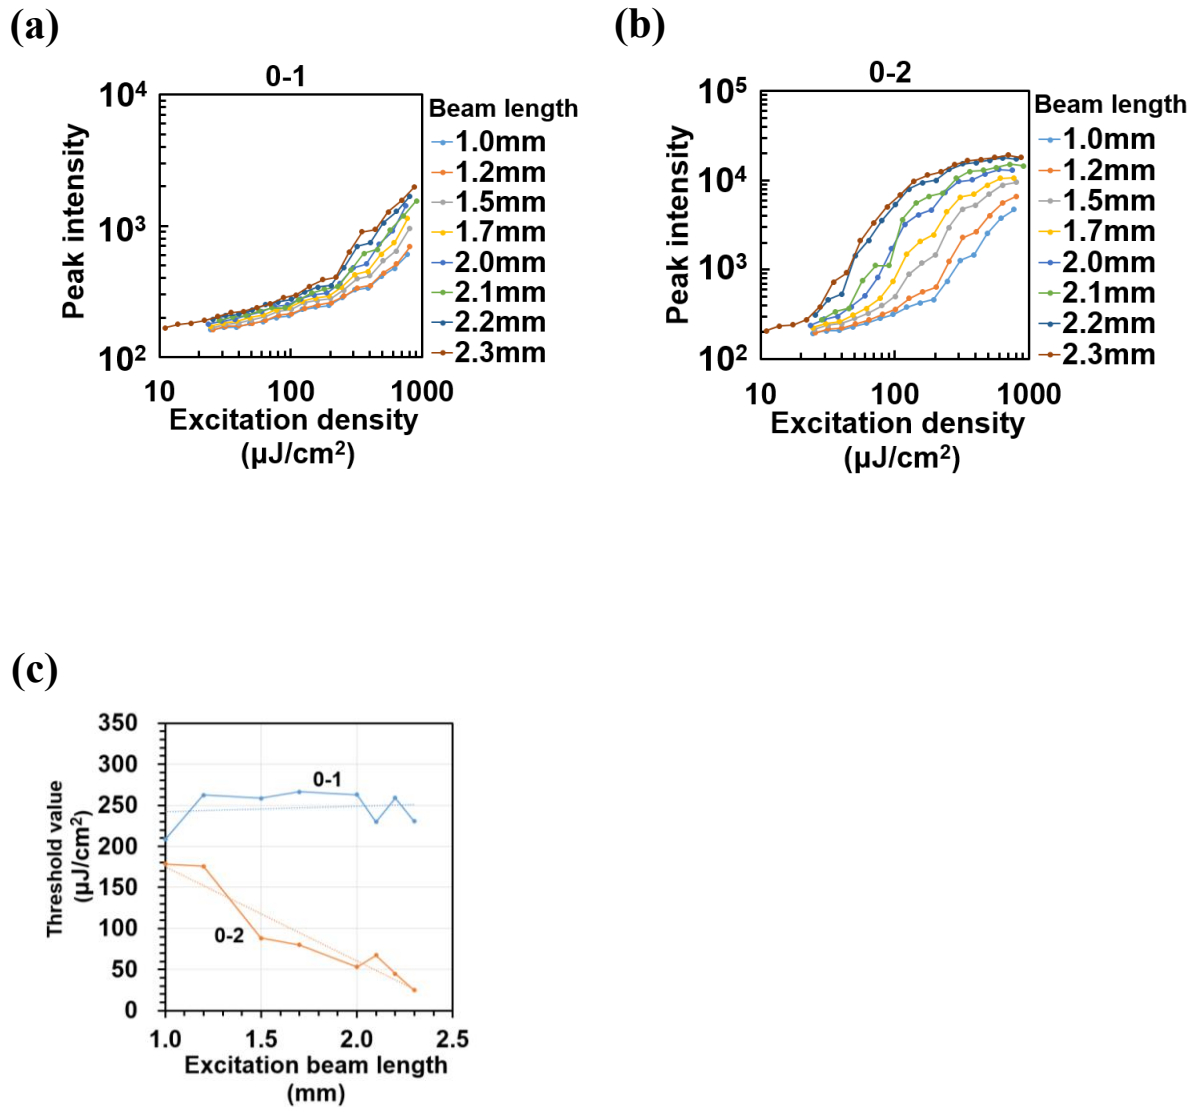 (a)
0-1
10⁴
10³
10²
Peak intensity
10 100 1000
Excitation density
(µJ/cm²)
Beam length
1.0mm
1.2mm
1.5mm
1.7mm
2.0mm
2.1mm
2.2mm
2.3mm
(b)
0-2
10⁵
10⁴
10³
10²
Peak intensity
10 100 1000
Excitation density
(µJ/cm²)
Beam length
1.0mm
1.2mm
1.5mm
1.7mm
2.0mm
2.1mm
2.2mm
2.3mm
(c)
350
300
250
200
150
100
50
0
Threshold value
(µJ/cm²)
0-1
0-2
1.0 1.5 2.0 2.5
Excitation beam length
(mm)